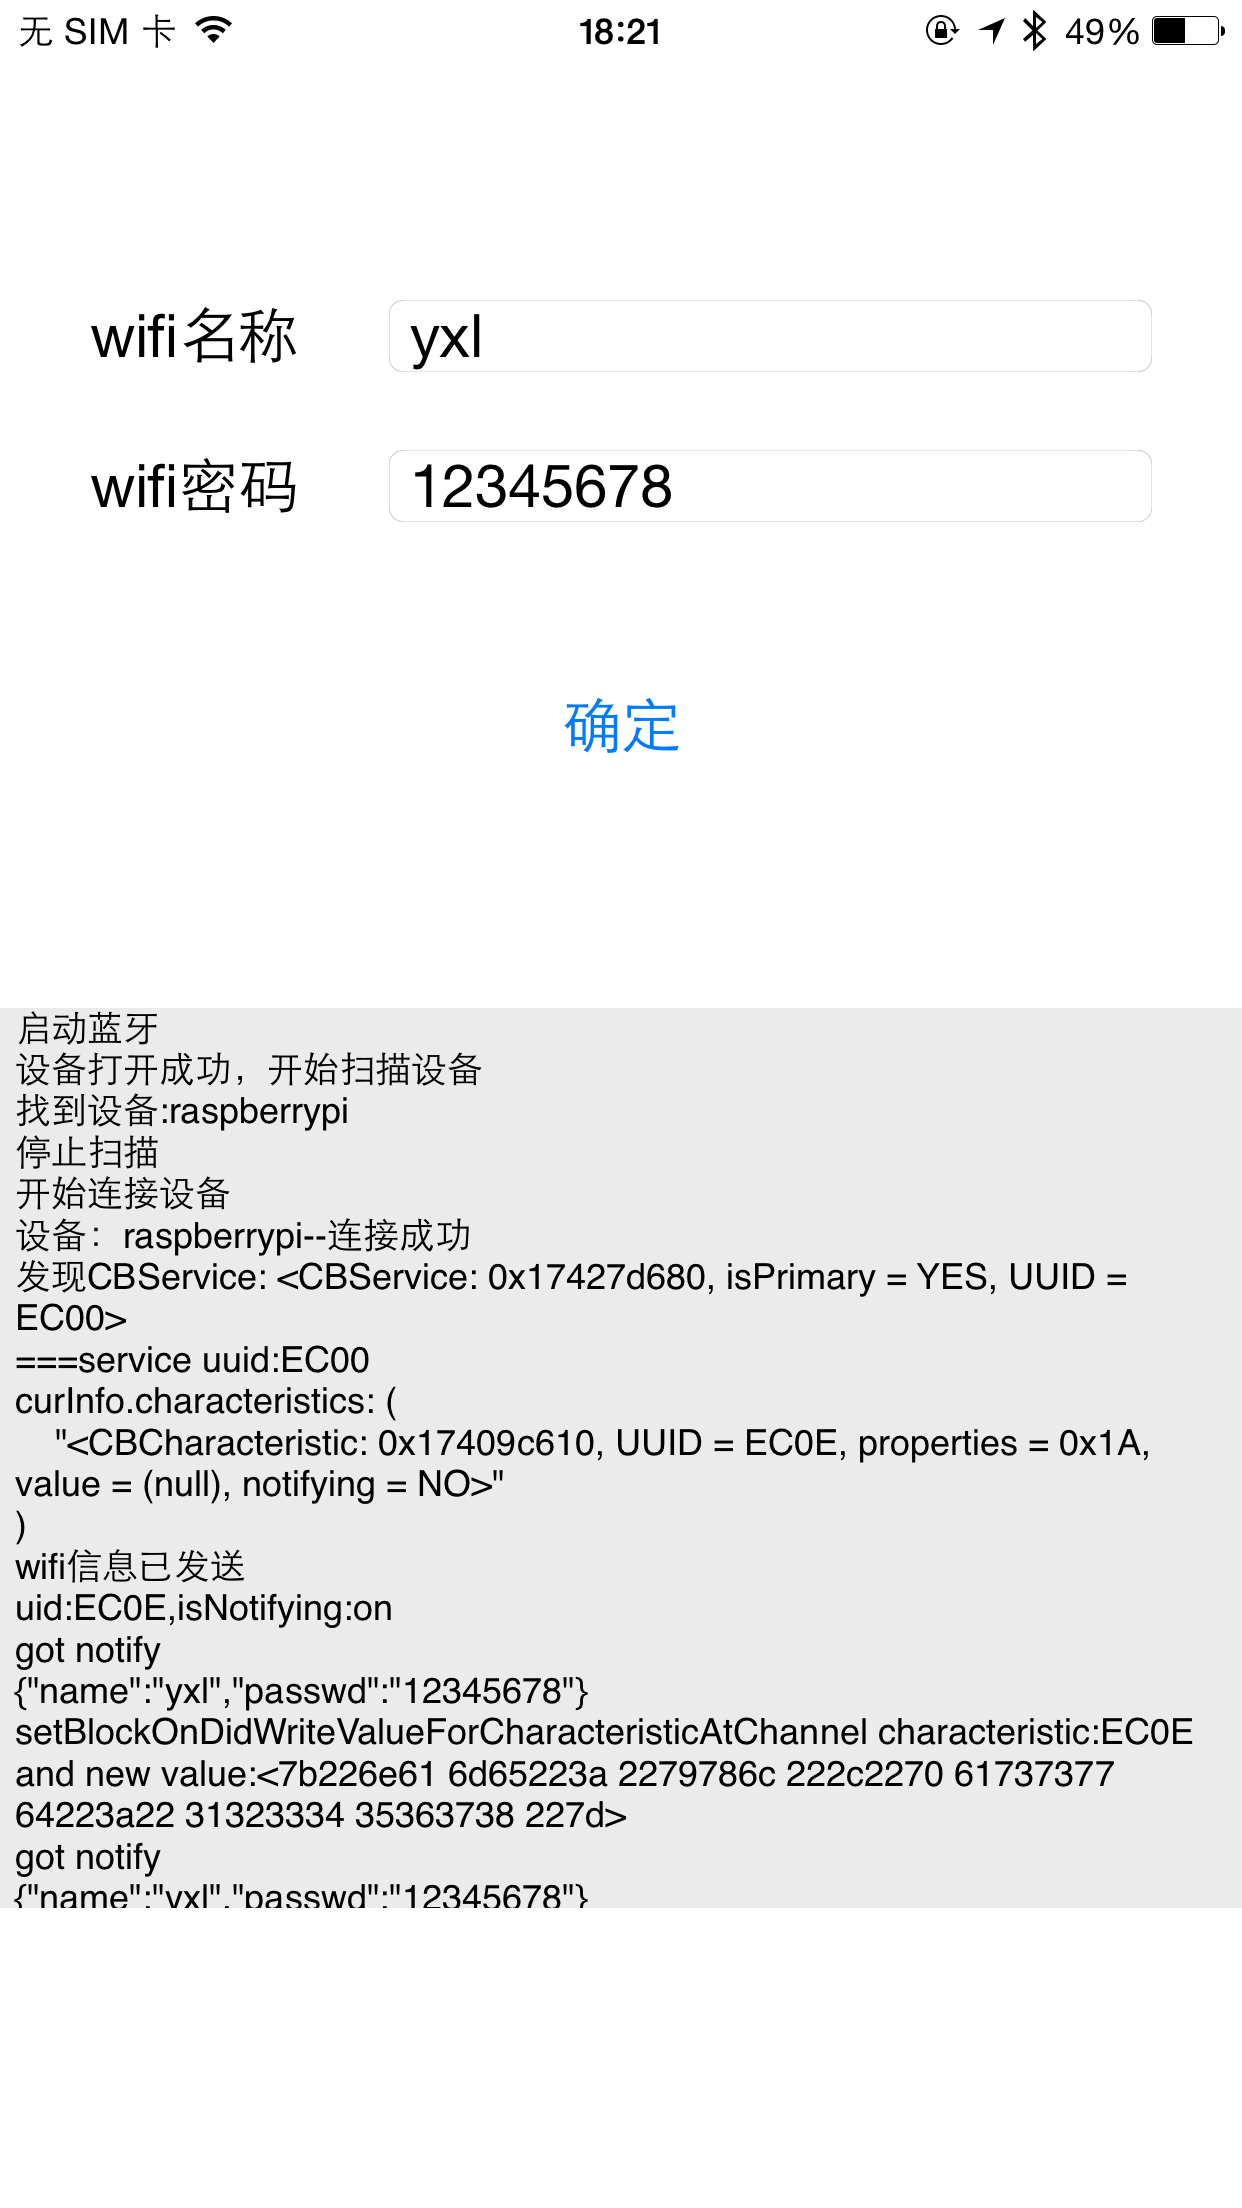 无 SIM 卡 18:21 49%
wifi名称 yxl
wifi密码 12345678
确定
启动蓝牙
设备打开成功，开始扫描设备
找到设备:raspberrypi
停止扫描
开始连接设备
设备：raspberrypi--连接成功
发现CBService: <CBService: 0x17427d680, isPrimary = YES, UUID =
EC00>
===service uuid:EC00
curInfo.characteristics: (
    "<CBCharacteristic: 0x17409c610, UUID = EC0E, properties = 0x1A,
value = (null), notifying = NO>"
)
wifi信息已发送
uid:EC0E,isNotifying:on
got notify
{"name":"yxl","passwd":"12345678"}
setBlockOnDidWriteValueForCharacteristicAtChannel characteristic:EC0E
and new value:<7b226e61 6d65223a 2279786c 222c2270 61737377
64223a22 31323334 35363738 227d>
got notify
{"name":"yxl","passwd":"12345678"}